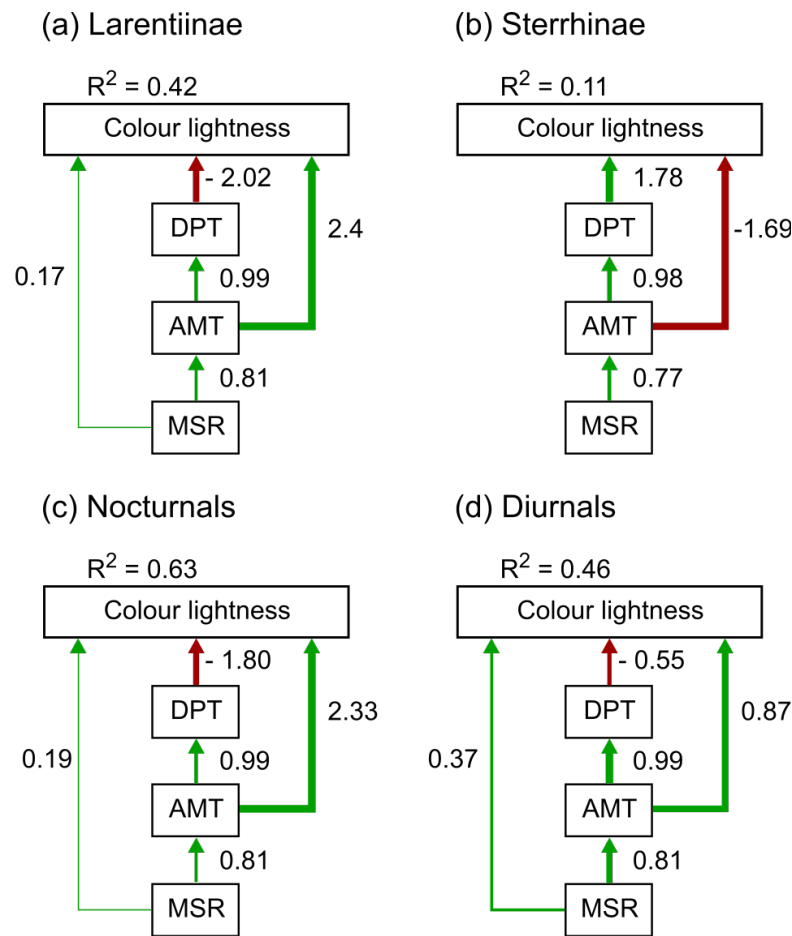 (a) Larentiinae
R² = 0.42
Colour lightness
- 2.02
DPT
2.4
0.17
0.99
AMT
0.81
MSR
(b) Sterrhinae
R² = 0.11
Colour lightness
1.78
DPT
-1.69
0.98
AMT
0.77
MSR
(c) Nocturnals
R² = 0.63
Colour lightness
- 1.80
DPT
2.33
0.19
0.99
AMT
0.81
MSR
(d) Diurnals
R² = 0.46
Colour lightness
- 0.55
DPT
0.87
0.37
0.99
AMT
0.81
MSR